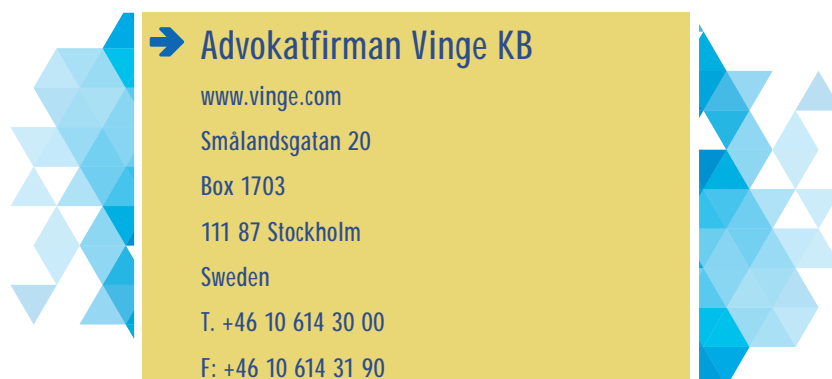 Advokatfirman Vinge KB
www.vinge.com
Smålandsgatan 20
Box 1703
111 87 Stockholm
Sweden
T. +46 10 614 30 00
F: +46 10 614 31 90